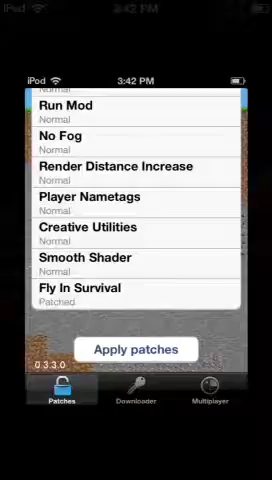 iPod 3:42 PM
iPod 3:42 PM
Normal
Run Mod
Normal
No Fog
Normal
Render Distance Increase
Normal
Player Nametags
Normal
Creative Utilities
Normal
Smooth Shader
Normal
Fly In Survival
Patched
Apply patches
0.3.3.0
Patches Downloader Multiplayer